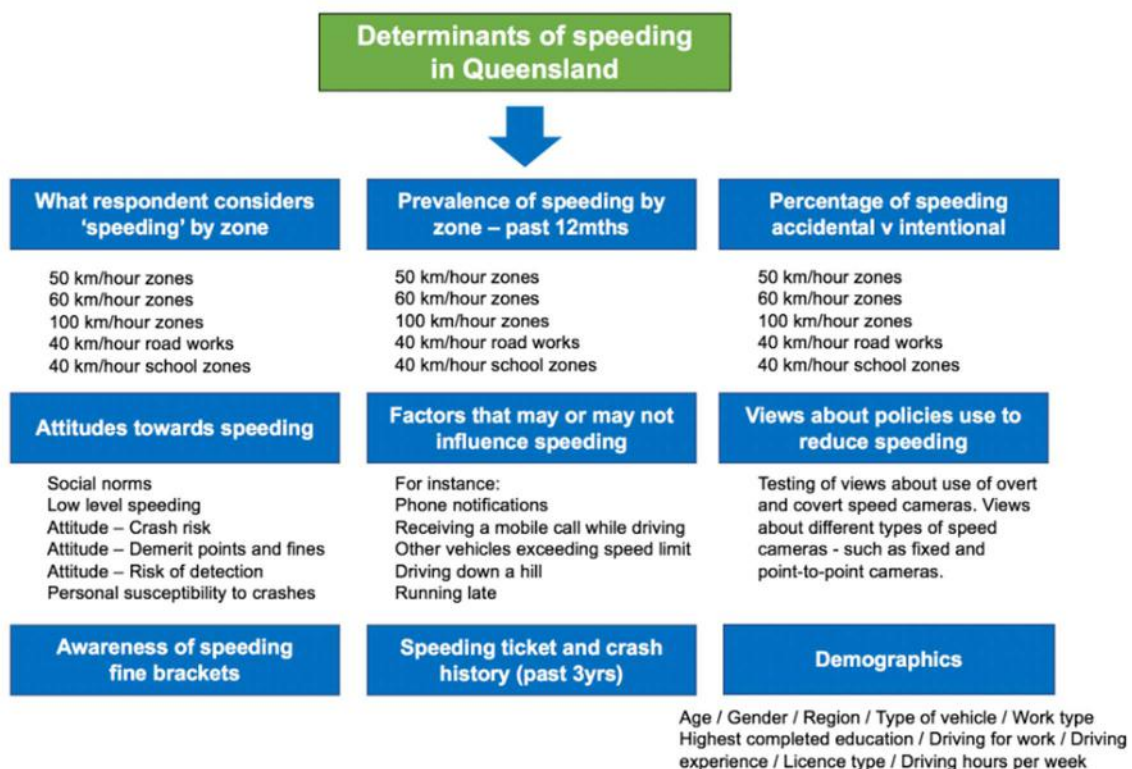 Determinants of speeding
in Queensland
What respondent considers
‘speeding’ by zone
50 km/hour zones
60 km/hour zones
100 km/hour zones
40 km/hour road works
40 km/hour school zones
Prevalence of speeding by
zone – past 12mths
50 km/hour zones
60 km/hour zones
100 km/hour zones
40 km/hour road works
40 km/hour school zones
Percentage of speeding
accidental v intentional
50 km/hour zones
60 km/hour zones
100 km/hour zones
40 km/hour road works
40 km/hour school zones
Attitudes towards speeding
Social norms
Low level speeding
Attitude – Crash risk
Attitude – Demerit points and fines
Attitude – Risk of detection
Personal susceptibility to crashes
Factors that may or may not
influence speeding
For instance:
Phone notifications
Receiving a mobile call while driving
Other vehicles exceeding speed limit
Driving down a hill
Running late
Views about policies use to
reduce speeding
Testing of views about use of overt
and covert speed cameras. Views
about different types of speed
cameras - such as fixed and
point-to-point cameras.
Awareness of speeding
fine brackets
Speeding ticket and crash
history (past 3yrs)
Demographics
Age / Gender / Region / Type of vehicle / Work type
Highest completed education / Driving for work / Driving
experience / Licence type / Driving hours per week